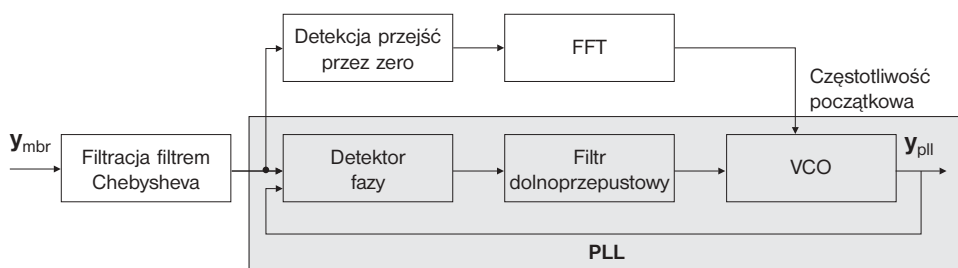 Detekcja przejść
przez zero
FFT
Częstotliwość
początkowa
y mbr
Filtracja filtrem
Chebysheva
Detektor
fazy
Filtr
dolnoprzepustowy
VCO
y pll
PLL